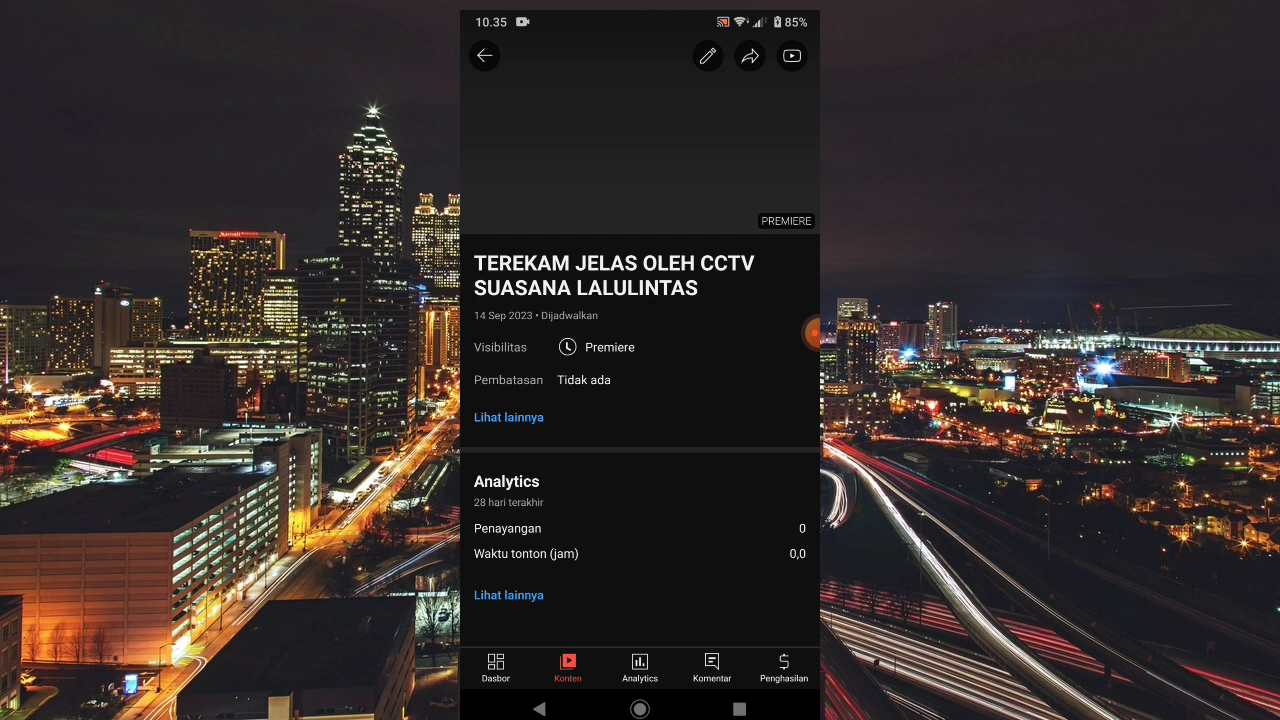 10.35
85%
PREMIERE
TEREKAM JELAS OLEH CCTV
SUASANA LALULINTAS
14 Sep 2023 • Dijadwalkan
Visibilitas Premiere
Pembatasan Tidak ada
Lihat lainnya
Analytics
28 hari terakhir
Penayangan 0
Waktu tonton (jam) 0,0
Lihat lainnya
Dasbor Konten Analytics Komentar Penghasilan
Marriott